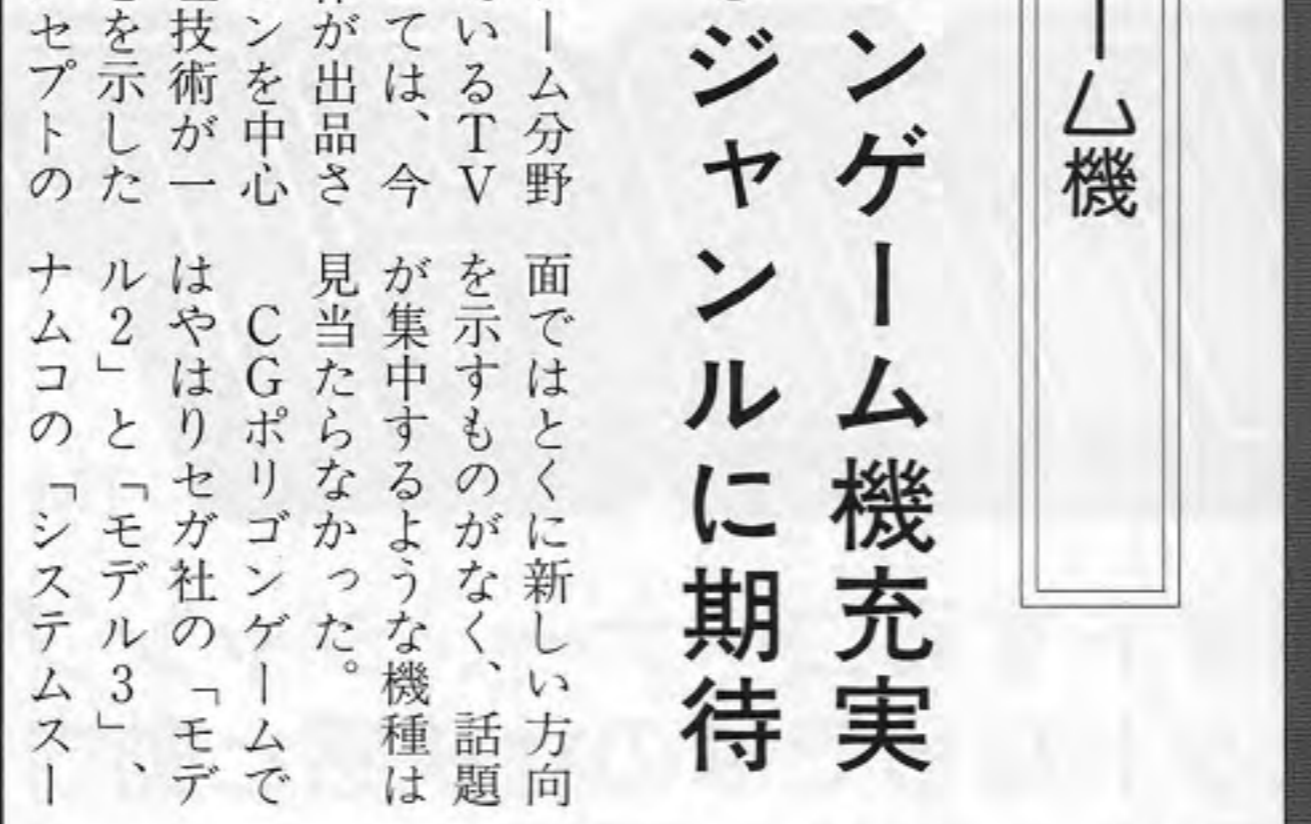 ーム機
ンゲーム機充実
ジャンルに期待
ーム分野
いるTV
ては、今
が出品さ
ンを中心
技術が一
を示した
セプトの
面ではとくに新しい方向
を示すものがなく、話題
が集中するような機種は
見当たらなかった。
CGポリゴンゲームで
はやはりセガ社の「モデ
ル2」と「モデル3」、
ナムコの「システムスー